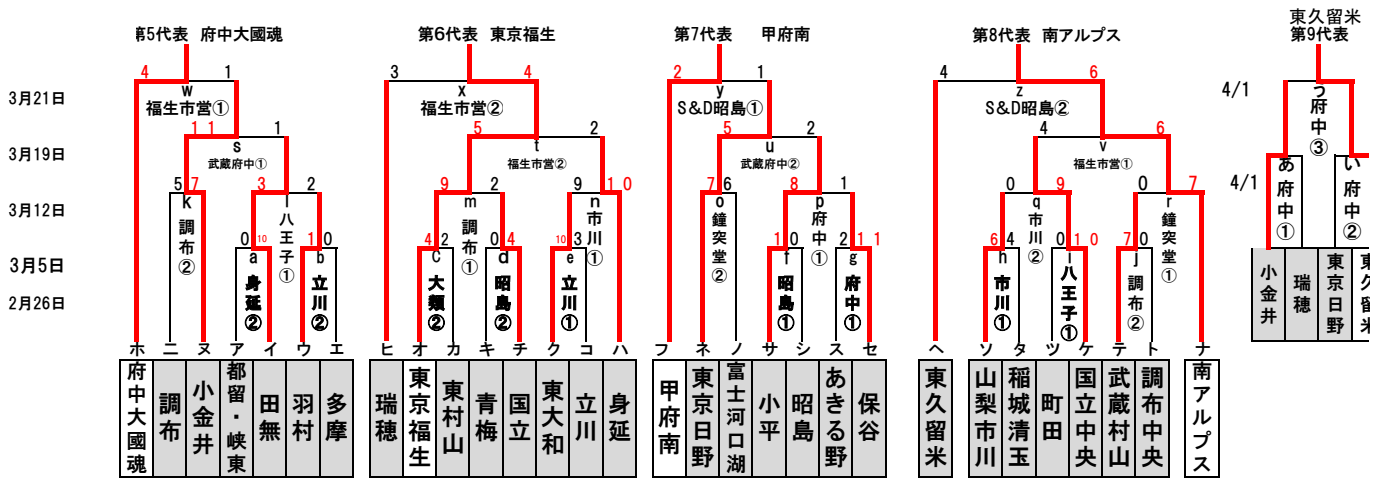 東久留米
第5代表 府中大國魂 第6代表 東京福生 第7代表 甲府南 第8代表 南アルプス 第9代表
4 1 3 4 2 1 4 6
w x y z 4/1 う
3月21日 福生市営① 福生市営② S&D昭島① S&D昭島② 府中③
11 1 5 2 5 2 4 6
s t u v
3月19日 武蔵府中① 福生市営② 武蔵府中② 福生市営①
あ 府中① い 府中②
5 7 3 2 9 2 9 10 7 6 8 1 0 9 0 7 4/1
k l m n o p q r
3月12日 調布② 八王子① 調布① 市川① 鐘突堂② 府中① 市川② 鐘突堂①
0 10 1 0 4 2 0 4 10 3 1 0 2 11 6 4 0 10 7 0
a b c d e f g h i j
3月5日
2月26日
身延② 立川② 大類② 昭島② 立川① 昭島① 府中① 市川① 八王子① 調布②
小金井 瑞穂 東京日野 東久留米
ホ ニ ヌ ア イ ウ エ ヒ オ カ キ チ ク コ ハ フ ネ ノ サ シ ス セ ヘ ソ タ ツ ケ テ ト ナ
府中大國魂 調布 小金井 都留・峡東 田無 羽村 多摩 瑞穂 東京福生 東村山 青梅 国立 東大和 立川 身延 甲府南 東京日野 富士河口湖 小平 昭島 あきる野 保谷 東久留米 山梨市川 稲城清玉 町田 国立中央 武蔵村山 調布中央 南アルプス